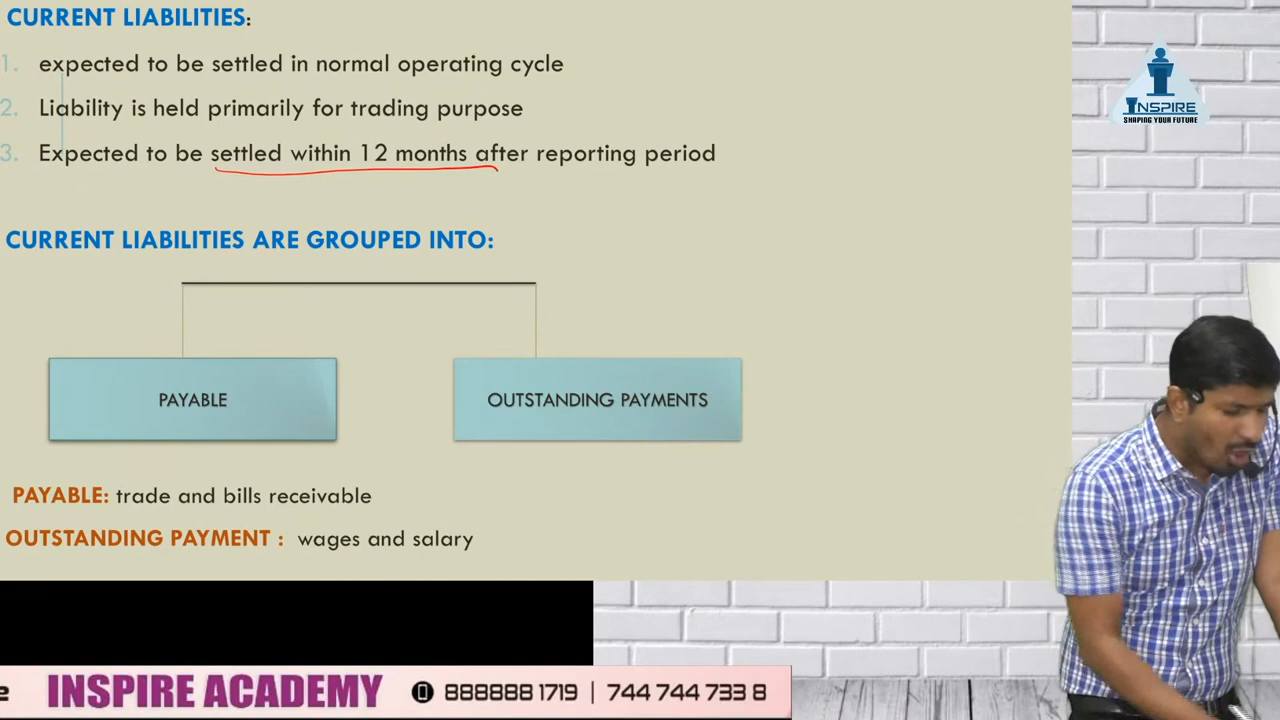 CURRENT LIABILITIES:
1. expected to be settled in normal operating cycle
2. Liability is held primarily for trading purpose
3. Expected to be settled within 12 months after reporting period
INSPIRE
SHAPING YOUR FUTURE
CURRENT LIABILITIES ARE GROUPED INTO:
PAYABLE
OUTSTANDING PAYMENTS
PAYABLE: trade and bills receivable
OUTSTANDING PAYMENT : wages and salary
e INSPIRE ACADEMY 888888 1719 | 744 744 733 8